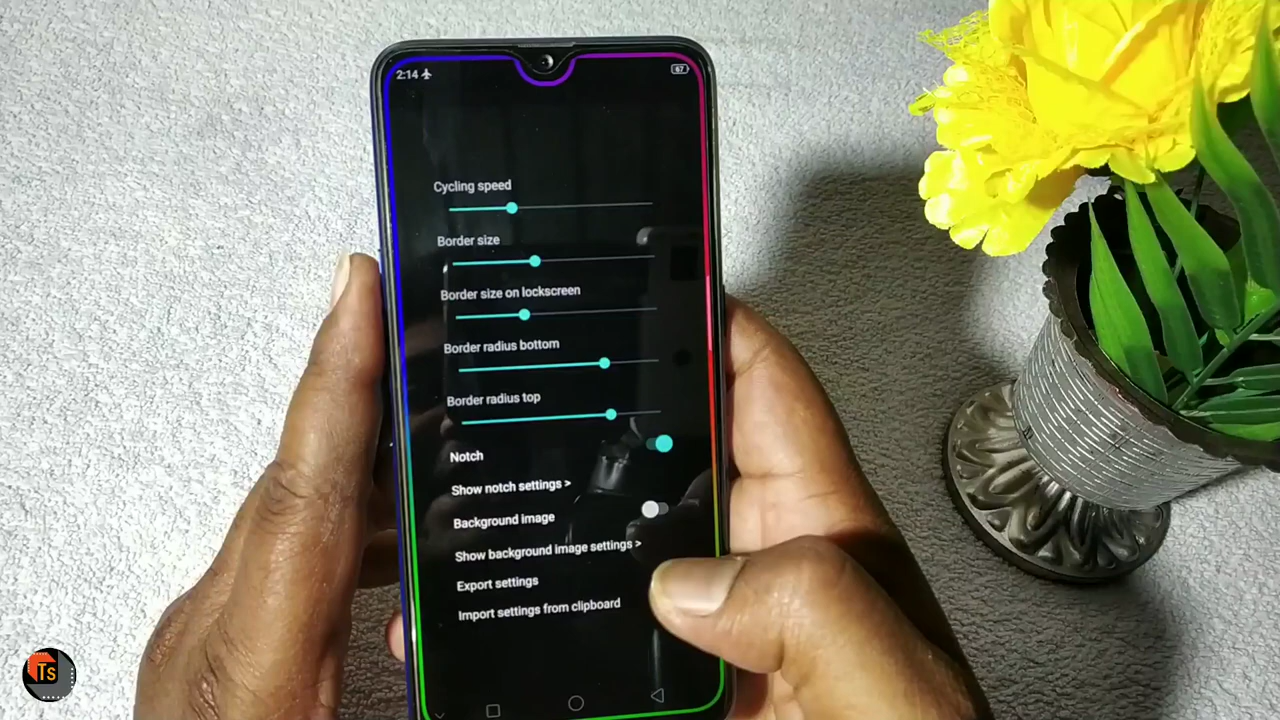 2:14
67
Cycling speed
Border size
Border size on lockscreen
Border radius bottom
Border radius top
Notch
Show notch settings >
Background image
Show background image settings >
Export settings
Import settings from clipboard
Ts